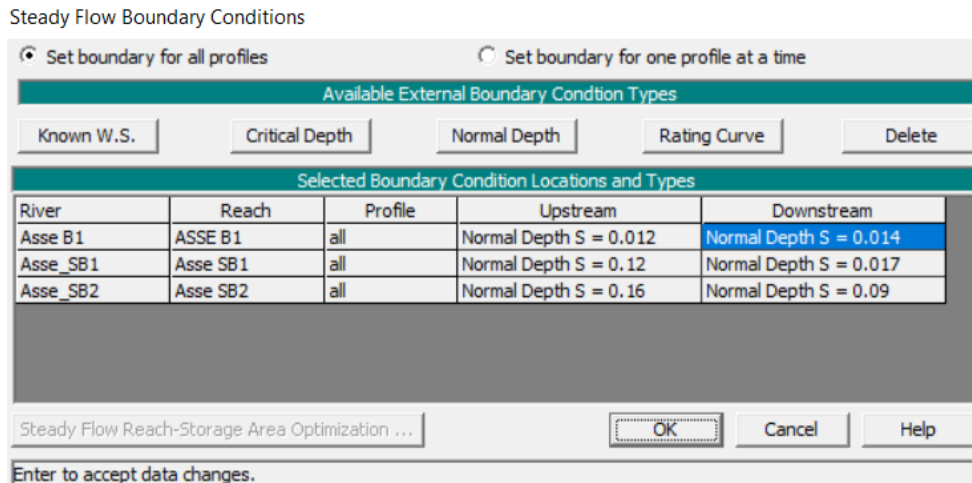 Steady Flow Boundary Conditions
Set boundary for all profiles Set boundary for one profile at a time
Available External Boundary Condtion Types
Known W.S. Critical Depth Normal Depth Rating Curve Delete
Selected Boundary Condition Locations and Types
River Reach Profile Upstream Downstream
Asse B1 ASSE B1 all Normal Depth S = 0.012 Normal Depth S = 0.014
Asse_SB1 Asse SB1 all Normal Depth S = 0.12 Normal Depth S = 0.017
Asse_SB2 Asse SB2 all Normal Depth S = 0.16 Normal Depth S = 0.09
Steady Flow Reach-Storage Area Optimization ... OK Cancel Help
Enter to accept data changes.